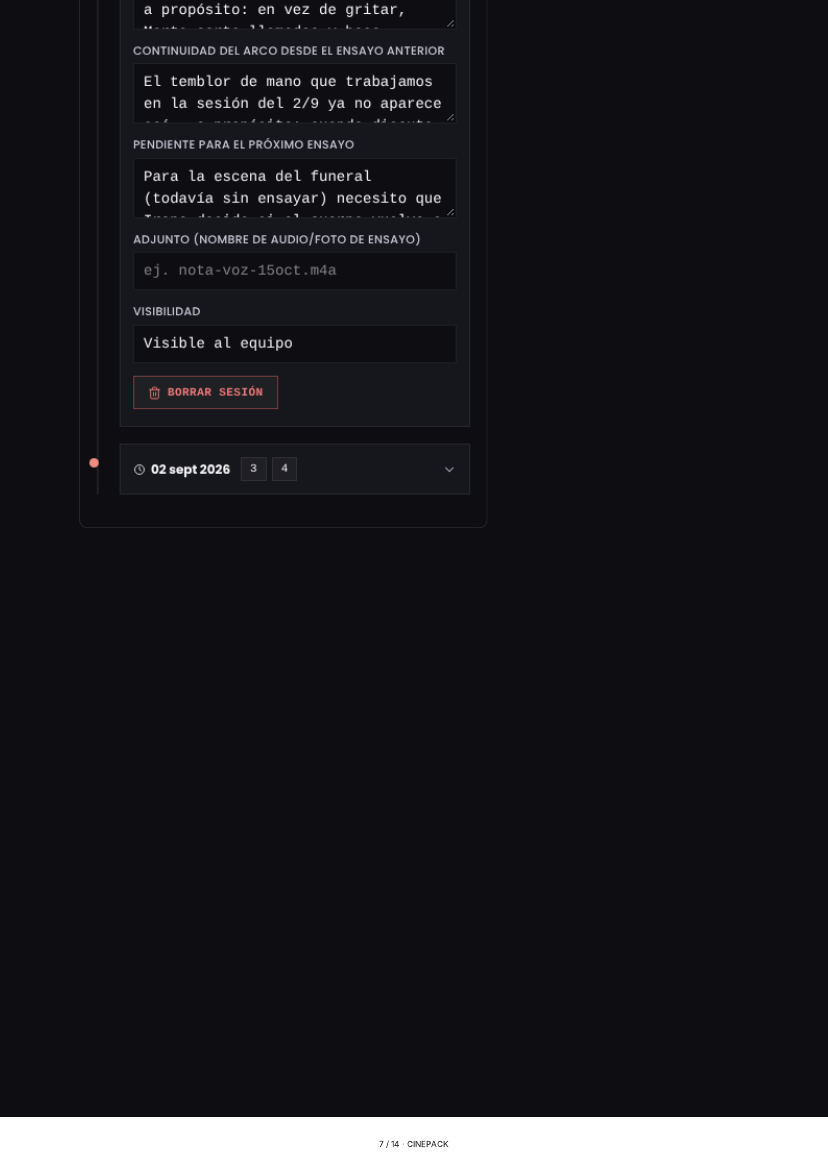 a propósito: en vez de gritar,
CONTINUIDAD DEL ARCO DESDE EL ENSAYO ANTERIOR
El temblor de mano que trabajamos
en la sesión del 2/9 ya no aparece
PENDIENTE PARA EL PRÓXIMO ENSAYO
Para la escena del funeral
(todavía sin ensayar) necesito que
ADJUNTO (NOMBRE DE AUDIO/FOTO DE ENSAYO)
ej. nota-voz-15oct.m4a
VISIBILIDAD
Visible al equipo
BORRAR SESIÓN
02 sept 2026 3 4
7 / 14 · CINEPACK